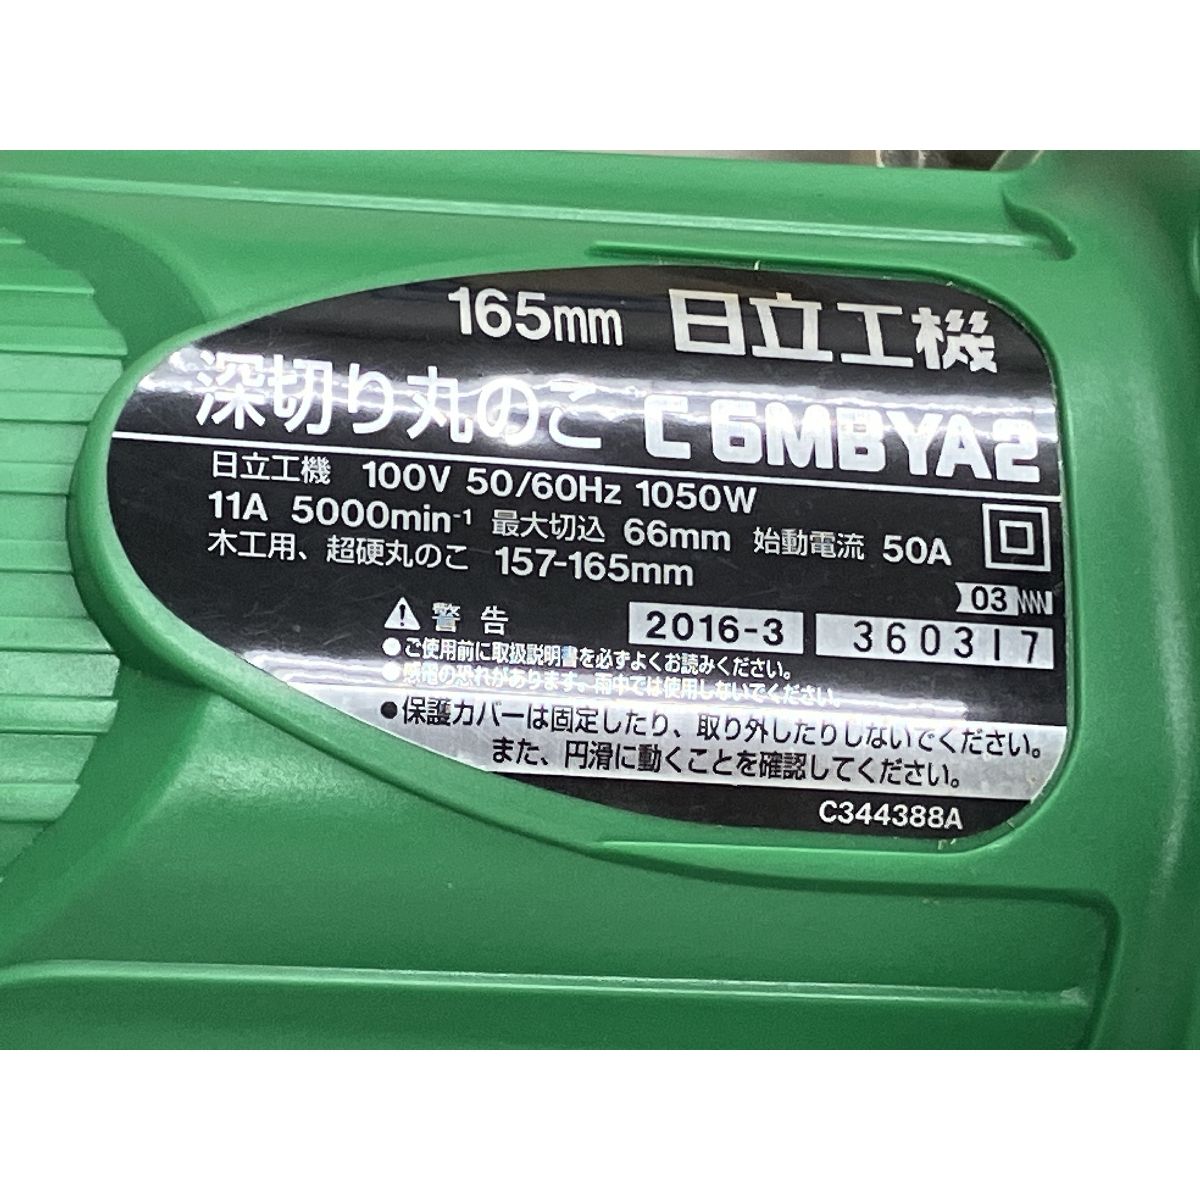 165mm 日立工機
深切り丸のこ C6MBYA2
日立工機 100V 50/60Hz 1050W
11A 5000min-1 最大切込 66mm 始動電流 50A
木工用、超硬丸のこ 157-165mm
03
警告 2016-3 360317
●ご使用前に取扱説明書を必ずよくお読みください。
●感電の恐れがあります。雨中では使用しないでください。
●保護カバーは固定したり、取り外したりしないでください。
また、円滑に動くことを確認してください。
C344388A